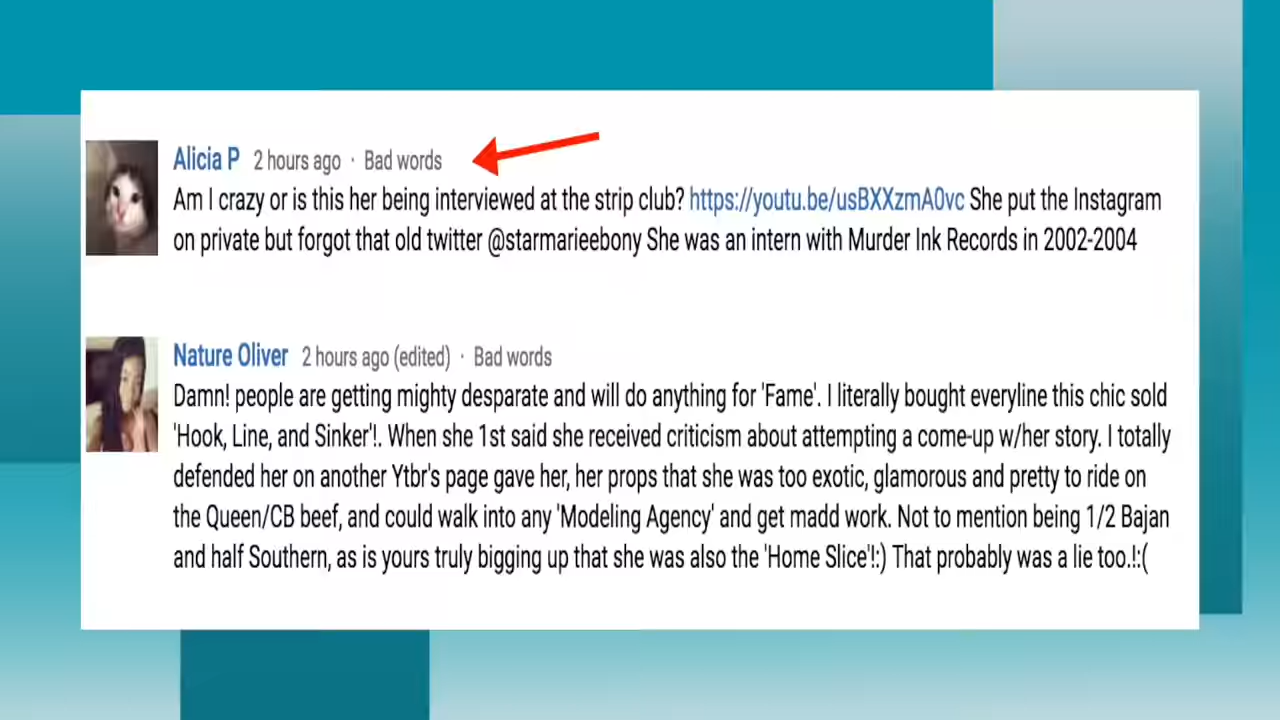 Alicia P 2 hours ago · Bad words
Am I crazy or is this her being interviewed at the strip club? https://youtu.be/usBXXzmA0vc She put the Instagram
on private but forgot that old twitter @starmarieebony She was an intern with Murder Ink Records in 2002-2004
Nature Oliver 2 hours ago (edited) · Bad words
Damn! people are getting mighty desparate and will do anything for 'Fame'. I literally bought everyline this chic sold
'Hook, Line, and Sinker'!. When she 1st said she received criticism about attempting a come-up w/her story. I totally
defended her on another Ytbr's page gave her, her props that she was too exotic, glamorous and pretty to ride on
the Queen/CB beef, and could walk into any 'Modeling Agency' and get madd work. Not to mention being 1/2 Bajan
and half Southern, as is yours truly bigging up that she was also the 'Home Slice'!:) That probably was a lie too.!:(